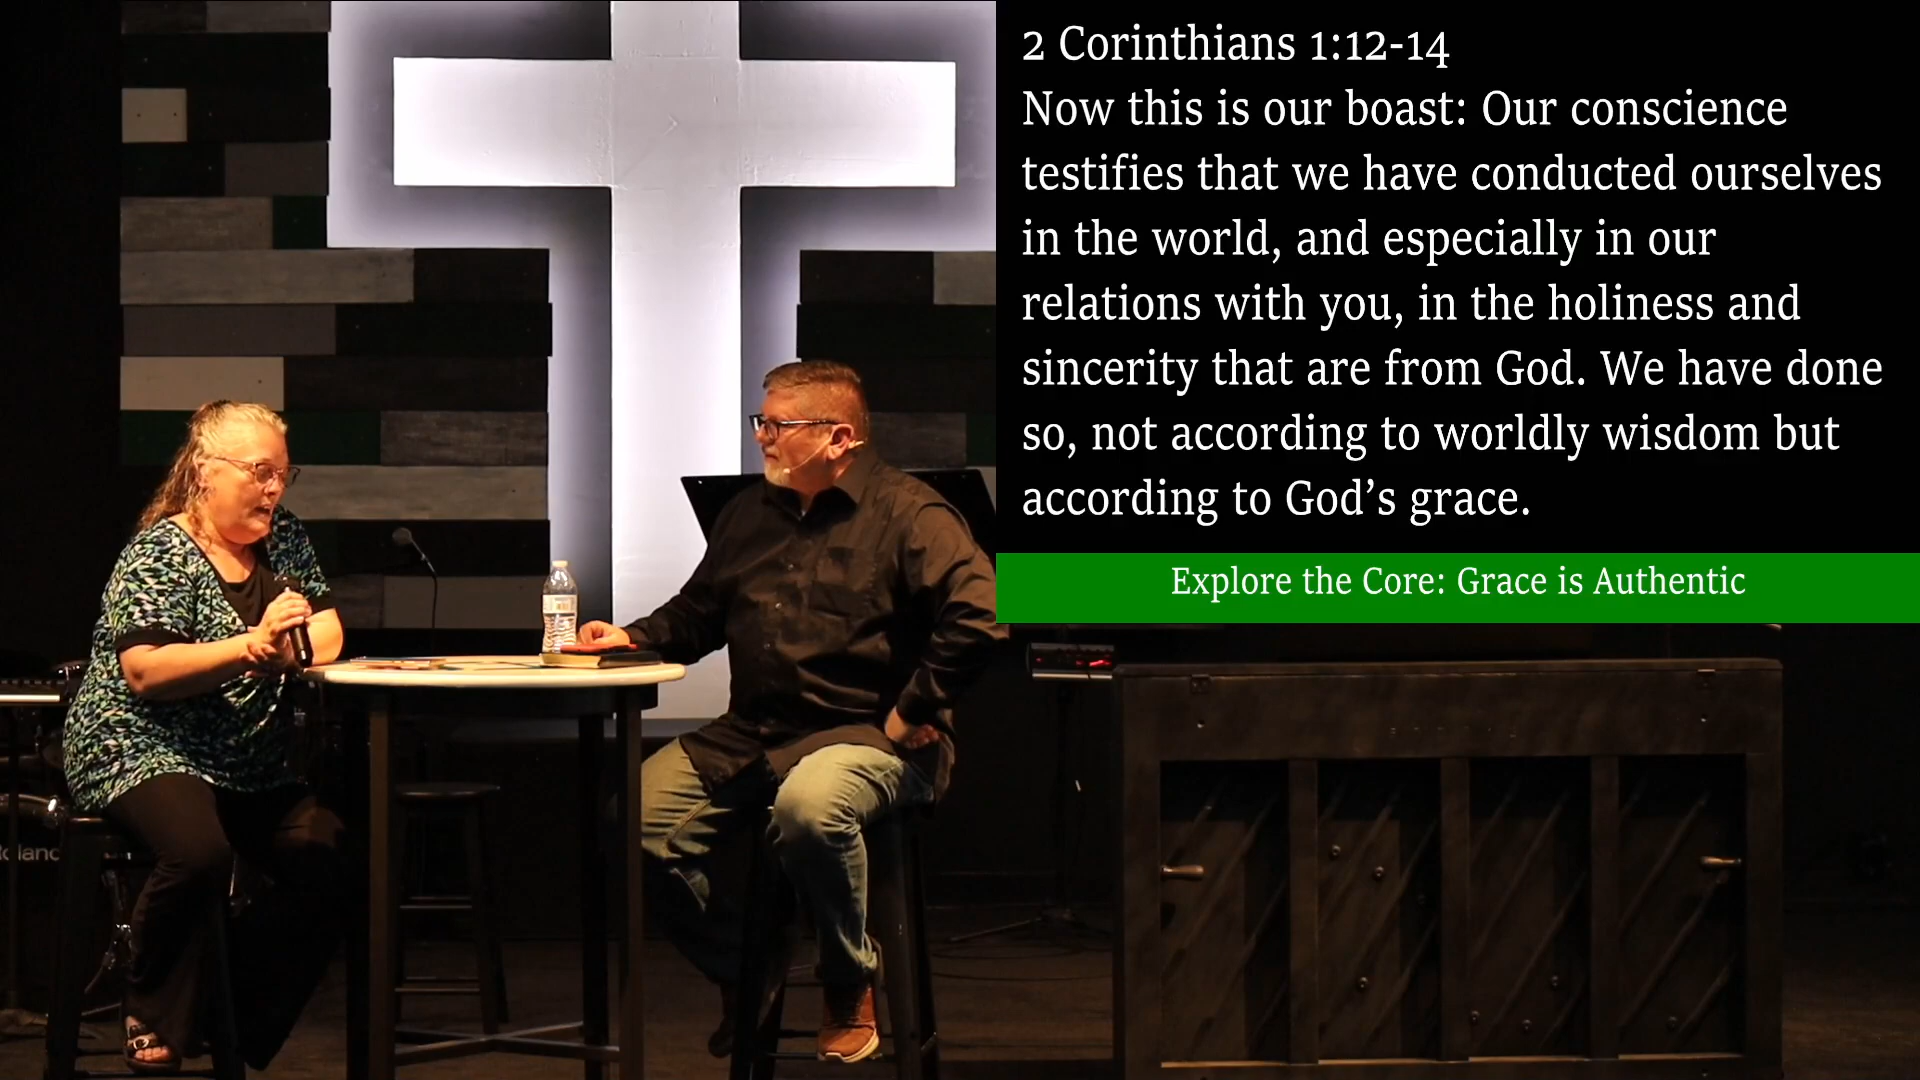 2 Corinthians 1:12-14
Now this is our boast: Our conscience
testifies that we have conducted ourselves
in the world, and especially in our
relations with you, in the holiness and
sincerity that are from God. We have done
so, not according to worldly wisdom but
according to God’s grace.
Explore the Core: Grace is Authentic
Roland